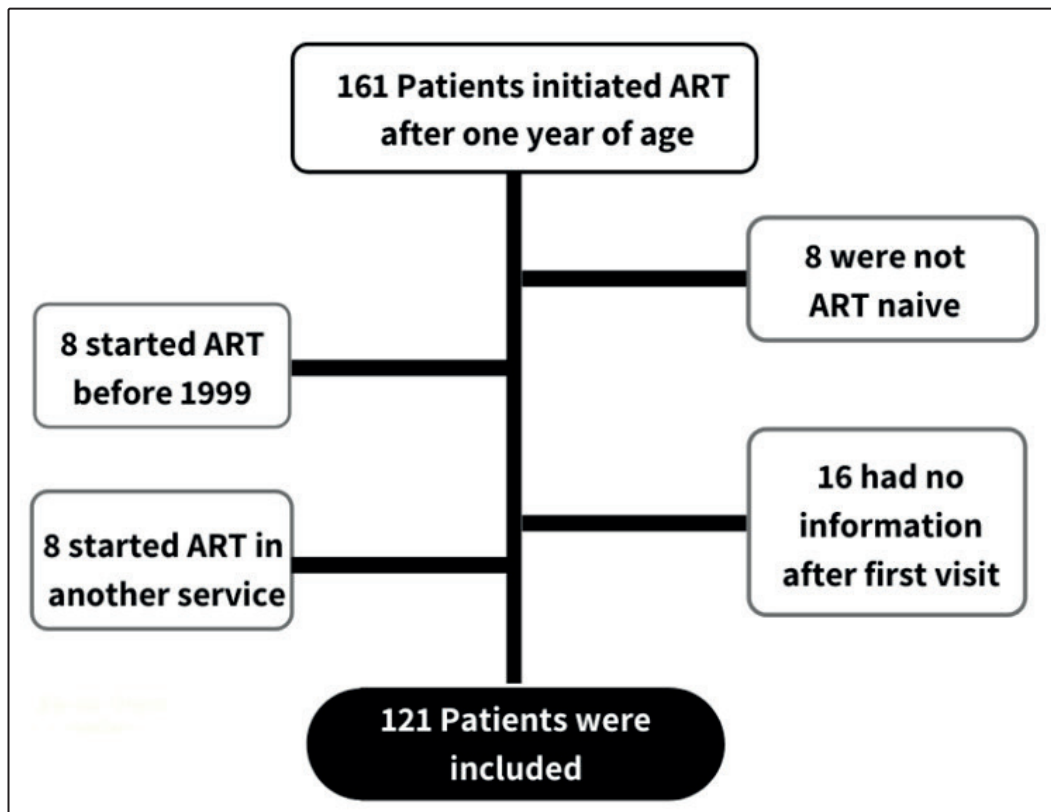 161 Patients initiated ART
after one year of age
8 were not
ART naive
8 started ART
before 1999
16 had no
information
after first visit
8 started ART in
another service
121 Patients were
included